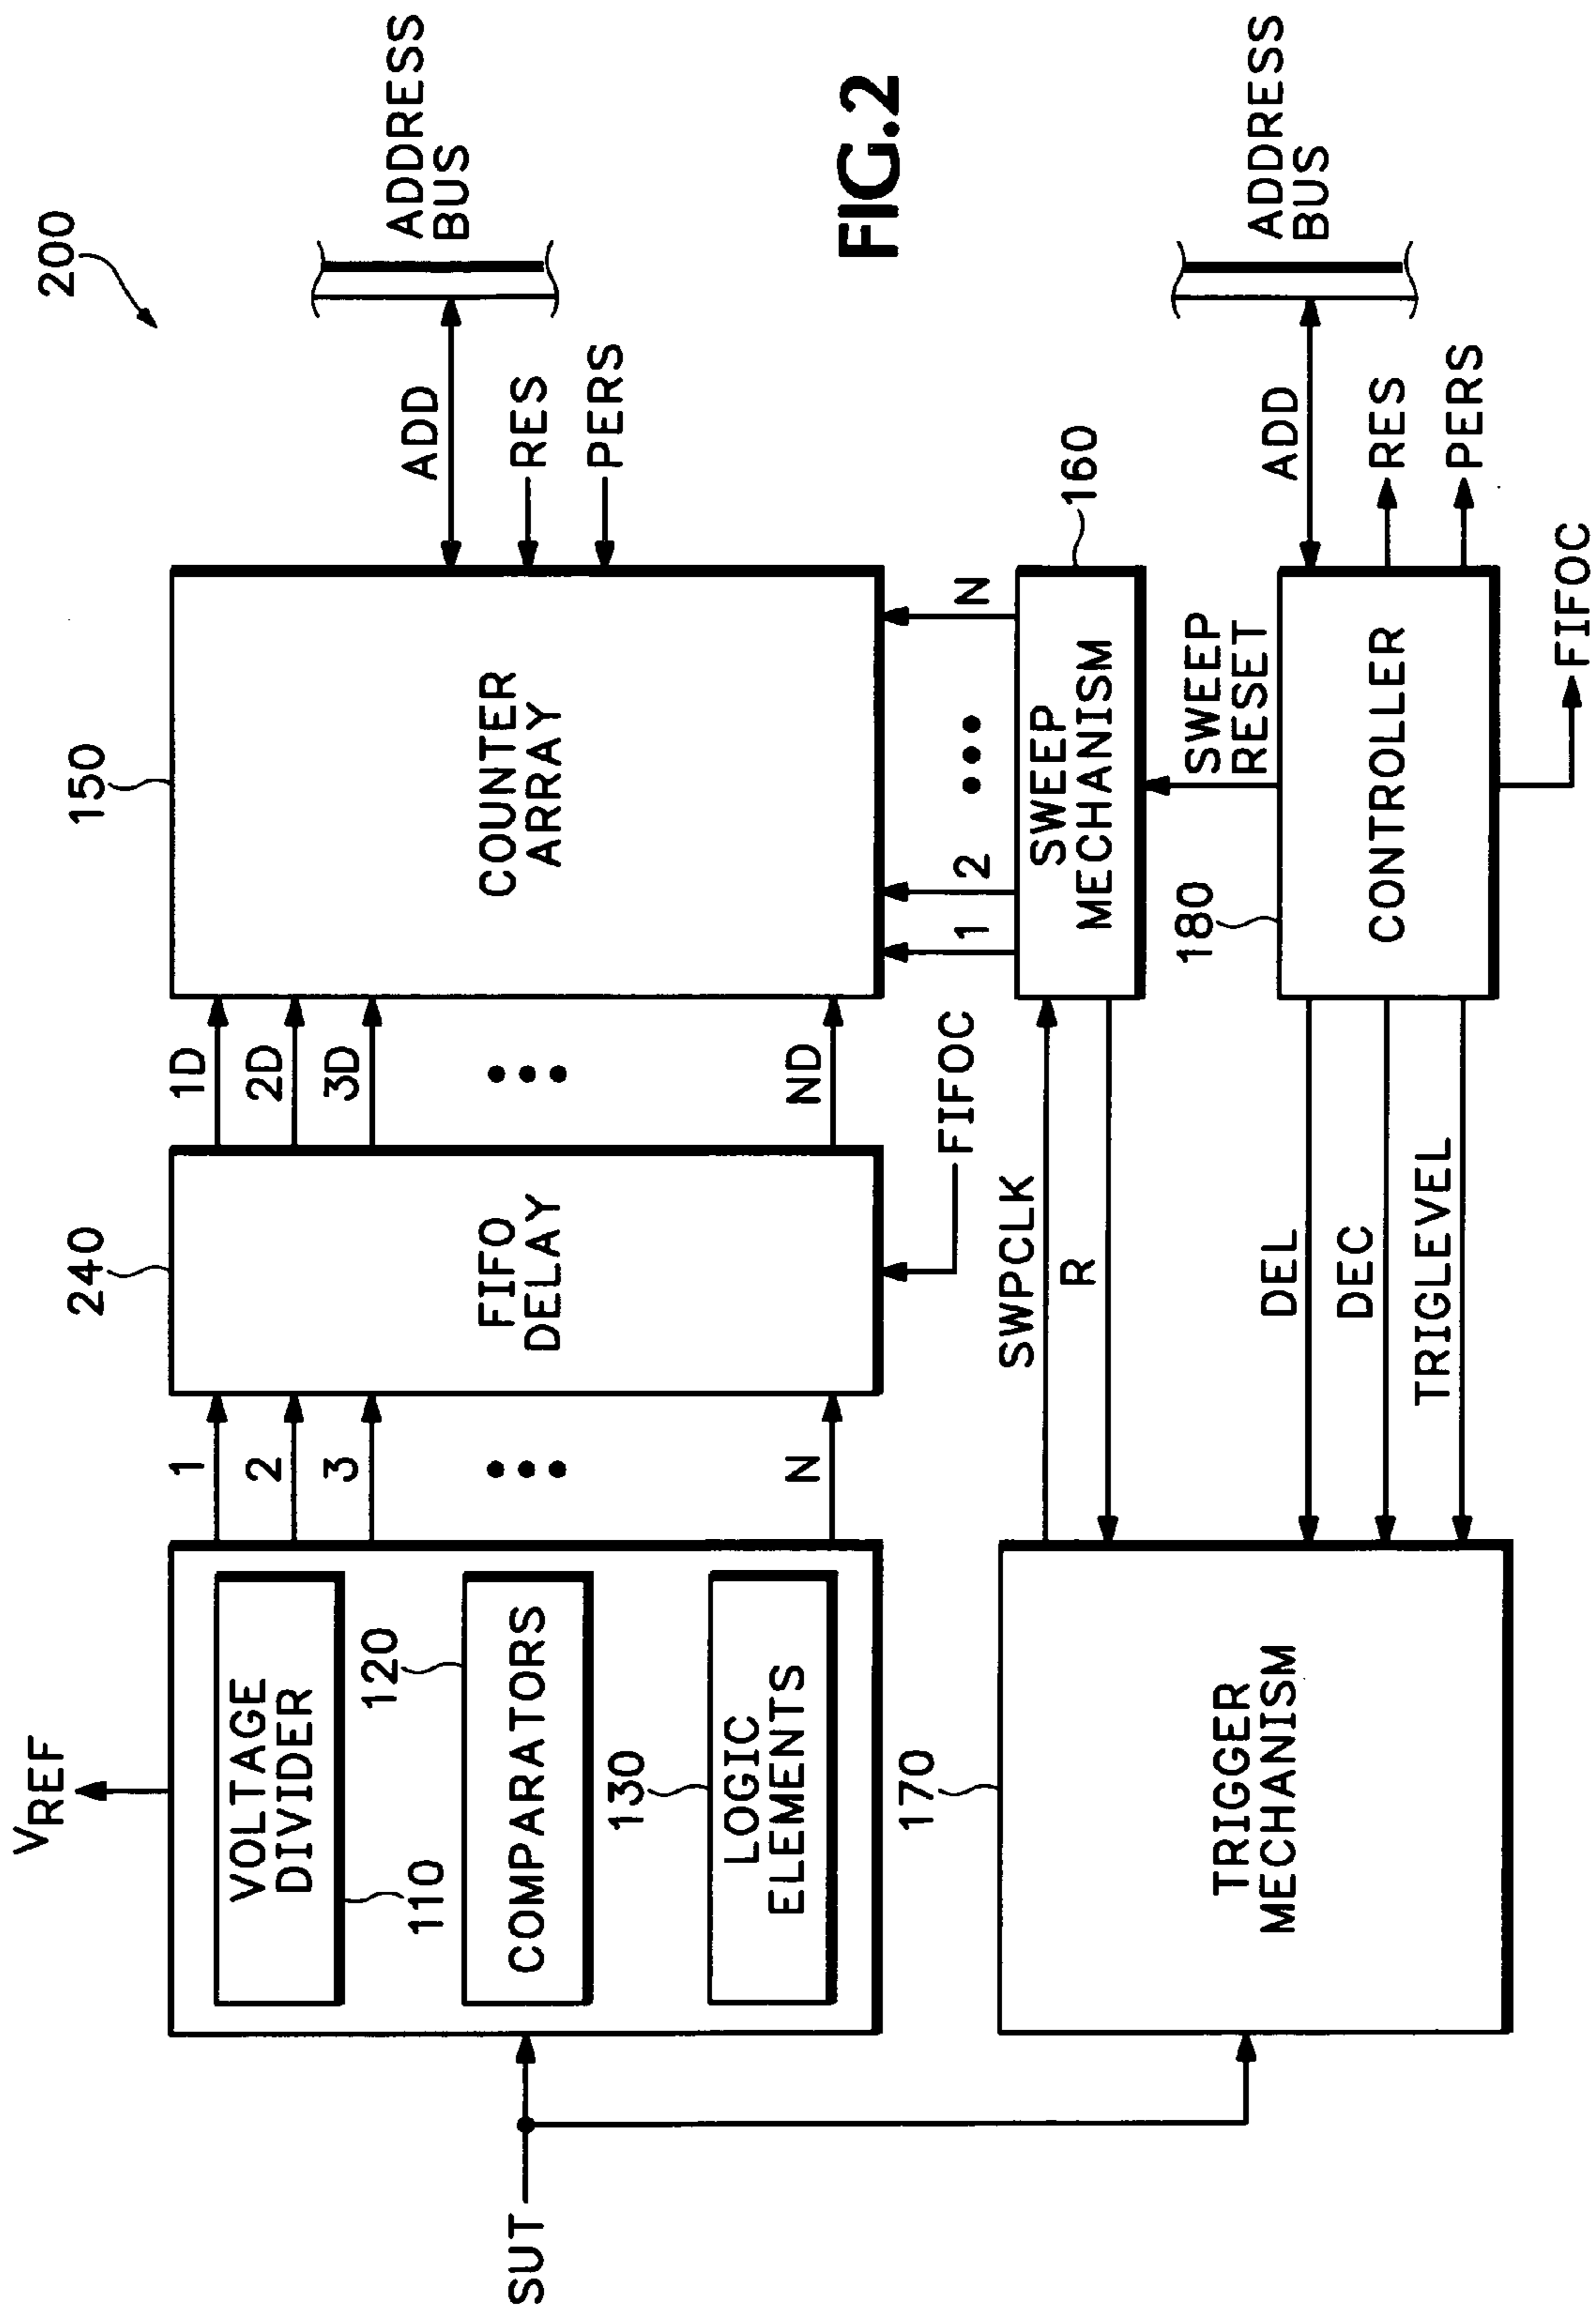 200
VREF
VOLTAGE
DIVIDER
110
120
COMPARATORS
130
LOGIC
ELEMENTS
SUT
1
2
3
N
240
FIFO
DELAY
FIFOC
1D
2D
3D
ND
150
COUNTER
ARRAY
ADD
ADDRESS
BUS
RES
PERS
1
2
N
160
SWEEP
MECHANISM
SWPCLK
R
170
TRIGGER
MECHANISM
DEL
DEC
TRIGLEVEL
180
CONTROLLER
SWEEP
RESET
ADD
ADDRESS
BUS
RES
PERS
FIFOC
FIG.2